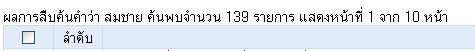 ผลการสืบค้นคำว่า สมชาย ค้นพบจำนวน 139 รายการ แสดงหน้าที่ 1 จาก 10 หน้า
ลำดับ